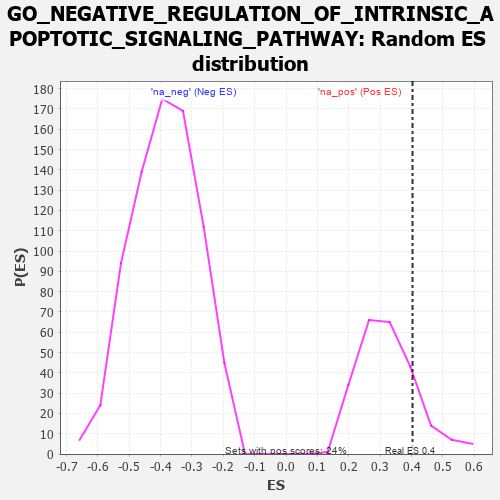 GO_NEGATIVE_REGULATION_OF_INTRINSIC_A
POPTOTIC_SIGNALING_PATHWAY: Random ES
distribution
'na_neg' (Neg ES)
'na_pos' (Pos ES)
180
170
160
150
140
130
120
110
100
90
80
70
60
50
40
30
20
10
0
P(ES)
Sets with pos scores: 24%
Real ES 0.4
-0.7 -0.6 -0.5 -0.4 -0.3 -0.2 -0.1 0.0 0.1 0.2 0.3 0.4 0.5 0.6
ES